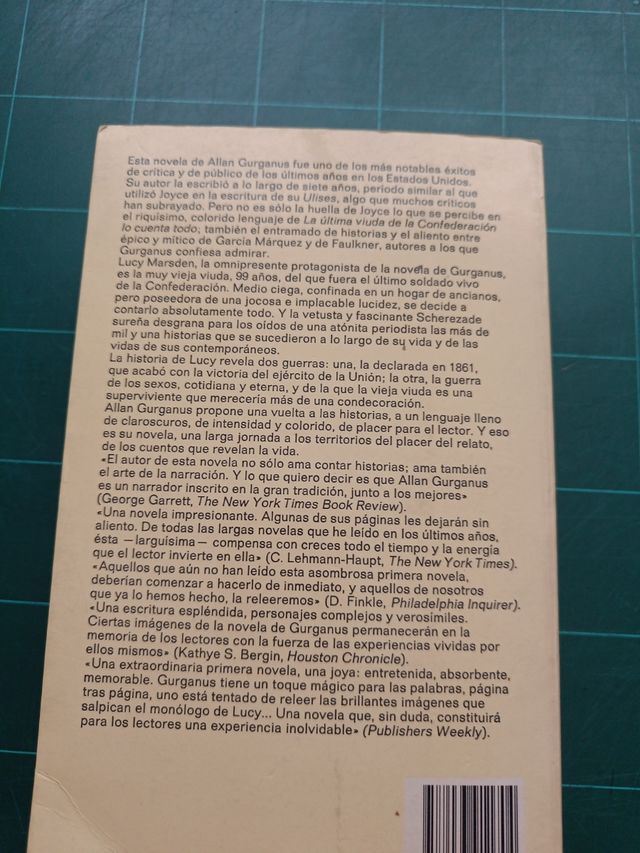 Esta novela de Allan Gurganus fue uno de los más notables éxitos
de crítica y de público de los últimos años en los Estados Unidos.
Su autor la escribió a lo largo de siete años, período similar al que
utilizó Joyce en la escritura de su Ulises, algo que muchos críticos
han subrayado. Pero no es sólo la huella de Joyce lo que se percibe en
el riquísimo, colorido lenguaje de La última viuda de la Confederación
lo cuenta todo; también el entramado de historias y el aliento entre
épico y mítico de García Márquez y de Faulkner, autores a los que
Gurganus confiesa admirar.
Lucy Marsden, la omnipresente protagonista de la novela de Gurganus,
es la muy vieja viuda, 99 años, del que fuera el último soldado vivo
de la Confederación. Medio ciega, confinada en un hogar de ancianos,
pero poseedora de una jocosa e implacable lucidez, se decide a
contarlo absolutamente todo. Y la vetusta y fascinante Scherezade
sureña desgrana para los oídos de una atónita periodista las más de
mil y una historias que se sucedieron a lo largo de su vida y de las
vidas de sus contemporáneos.
La historia de Lucy revela dos guerras: una, la declarada en 1861,
que acabó con la victoria del ejército de la Unión; la otra, la guerra
de los sexos, cotidiana y eterna, y de la que la vieja viuda es una
superviviente que merecería más de una condecoración.
Allan Gurganus propone una vuelta a las historias, a un lenguaje lleno
de claroscuros, de intensidad y colorido, de placer para el lector. Y eso
es su novela, una larga jornada a los territorios del placer del relato,
de los cuentos que revelan la vida.
«El autor de esta novela no sólo ama contar historias; ama también
el arte de la narración. Y lo que quiero decir es que Allan Gurganus
es un narrador inscrito en la gran tradición, junto a los mejores»
(George Garrett, The New York Times Book Review).
«Una novela impresionante. Algunas de sus páginas les dejarán sin
aliento. De todas las largas novelas que he leído en los últimos años,
ésta —larguísima— compensa con creces todo el tiempo y la energía
que el lector invierte en ella» (C. Lehmann-Haupt, The New York Times).
«Aquellos que aún no han leído esta asombrosa primera novela,
deberían comenzar a hacerlo de inmediato, y aquellos de nosotros
que ya lo hemos hecho, la releeremos» (D. Finkle, Philadelphia Inquirer).
«Una escritura espléndida, personajes complejos y verosímiles.
Ciertas imágenes de la novela de Gurganus permanecerán en la
memoria de los lectores con la fuerza de las experiencias vividas por
ellos mismos» (Kathye S. Bergin, Houston Chronicle).
«Una extraordinaria primera novela, una joya: entretenida, absorbente,
memorable. Gurganus tiene un toque mágico para las palabras, página
tras página, uno está tentado de releer las brillantes imágenes que
salpican el monólogo de Lucy... Una novela que, sin duda, constituirá
para los lectores una experiencia inolvidable» (Publishers Weekly).